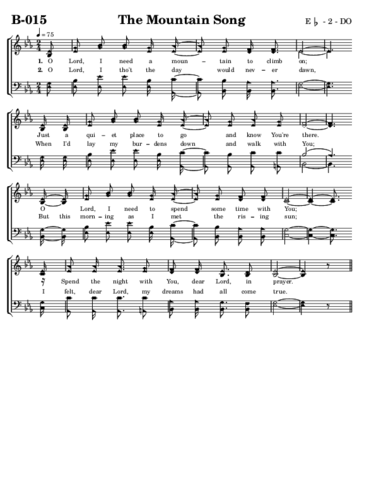 B-015 The Mountain Song E♭ - 2 - DO
♩ = 75
1. O Lord, I need a moun - tain to climb on;
2. O Lord, I tho't the day would nev - er dawn,
Just a qui - et place to go and know You're there.
When I'd lay my bur - dens down and walk with You;
O Lord, I need to spend some time with You;
But this morn - ing as I met the ris - ing sun;
Spend the night with You, dear Lord, in prayer.
I felt, dear Lord, my dreams had all come true.